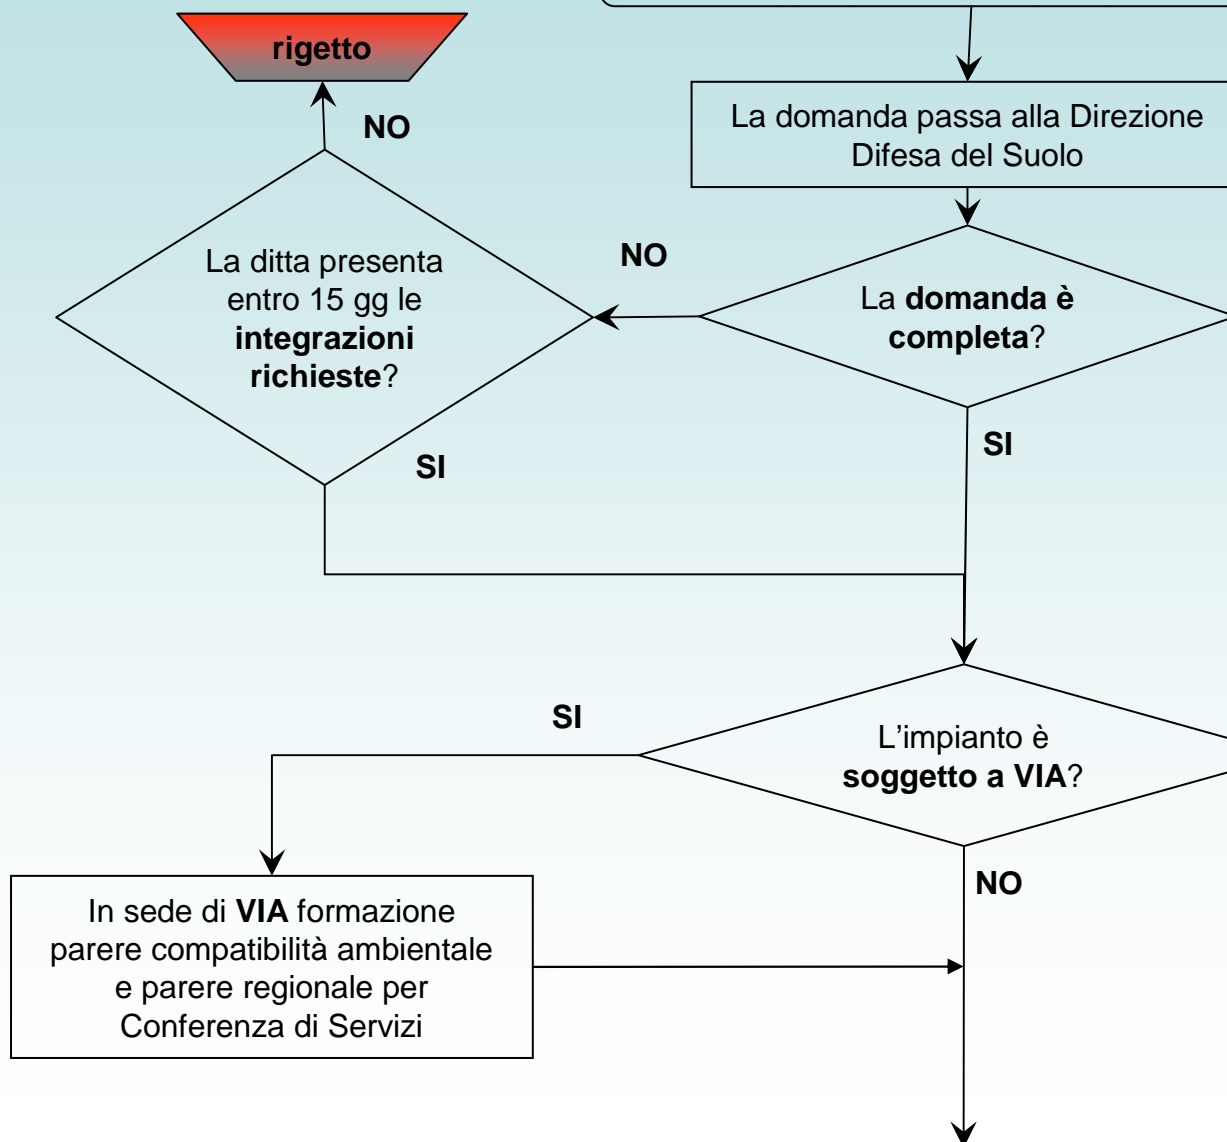 rigetto
NO
La domanda passa alla Direzione
Difesa del Suolo
La ditta presenta
entro 15 gg le
integrazioni
richieste?
NO
La domanda è
completa?
SI
SI
SI
L’impianto è
soggetto a VIA?
NO
In sede di VIA formazione
parere compatibilità ambientale
e parere regionale per
Conferenza di Servizi